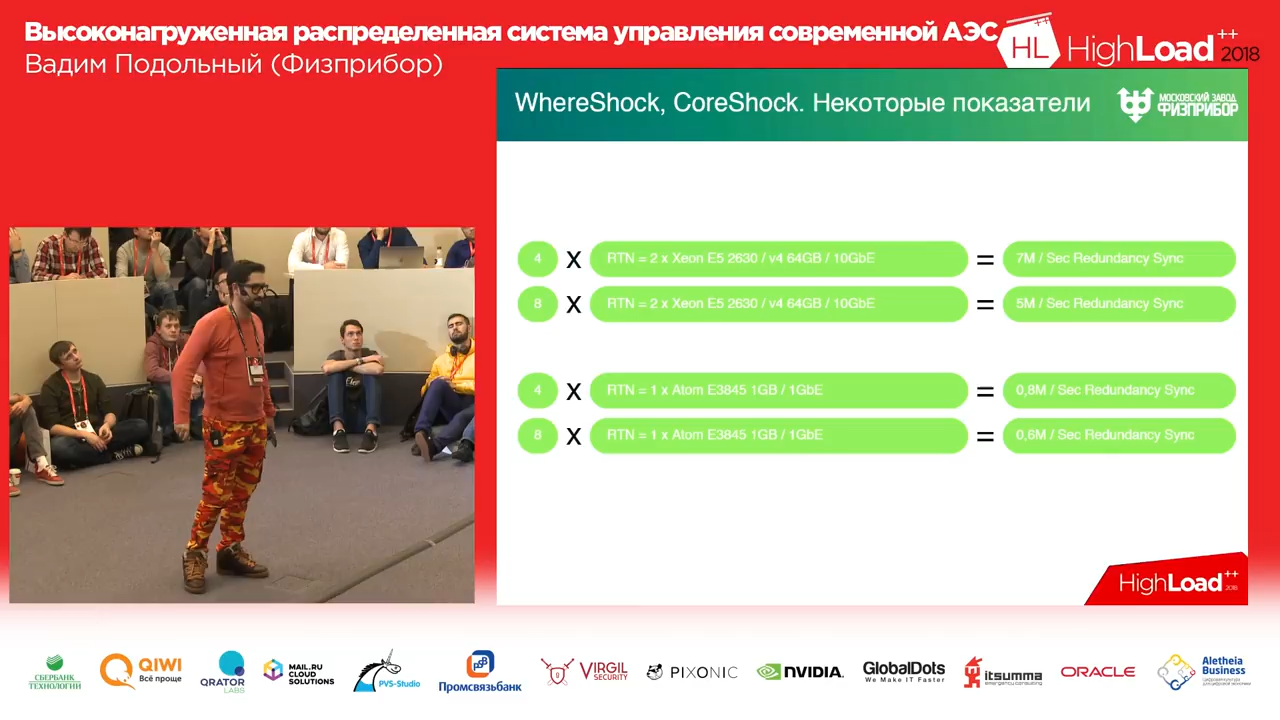 Высоконагруженная распределенная система управления современной АЭС
Вадим Подольный (Физприбор)
HL HighLoad++ 2018
WhereShock, CoreShock. Некоторые показатели
МОСКОВСКИЙ ЗАВОД
ФИЗПРИБОР
4 x RTN = 2 x Xeon E5 2630 / v4 64GB / 10GbE = 7M / Sec Redundancy Sync
8 x RTN = 2 x Xeon E5 2630 / v4 64GB / 10GbE = 5M / Sec Redundancy Sync
4 x RTN = 1 x Atom E3845 1GB / 1GbE = 0,8M / Sec Redundancy Sync
8 x RTN = 1 x Atom E3845 1GB / 1GbE = 0,6M / Sec Redundancy Sync
HighLoad++ 2018
СБЕРБАНК
ТЕХНОЛОГИИ
QIWI
Всё проще
QRATOR
LABS
MAIL.RU
CLOUD
SOLUTIONS
PVS-Studio
PSB
Промсвязьбанк
VIRGIL
SECURITY
PIXONIC
NVIDIA.
GlobalDots
We Make IT Faster
itsumma
emergency consulting
ORACLE
Aletheia
Business